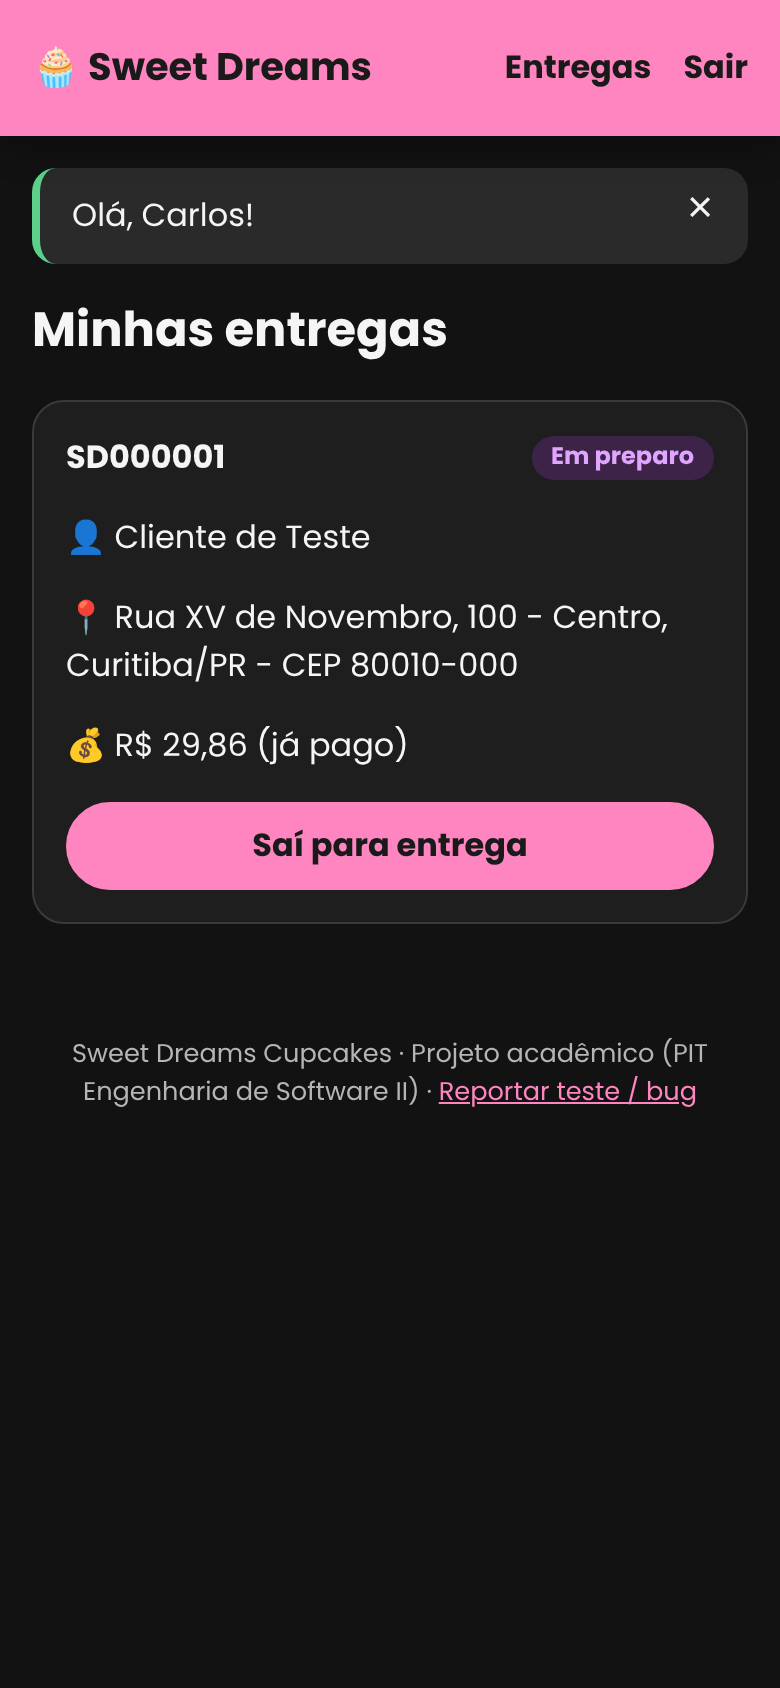 🧁 Sweet Dreams
Entregas
Sair
Olá, Carlos!
✕
Minhas entregas
SD000001
Em preparo
👤 Cliente de Teste
📍 Rua XV de Novembro, 100 - Centro,
Curitiba/PR - CEP 80010-000
💰 R$ 29,86 (já pago)
Saí para entrega
Sweet Dreams Cupcakes · Projeto acadêmico (PIT
Engenharia de Software II) · Reportar teste / bug